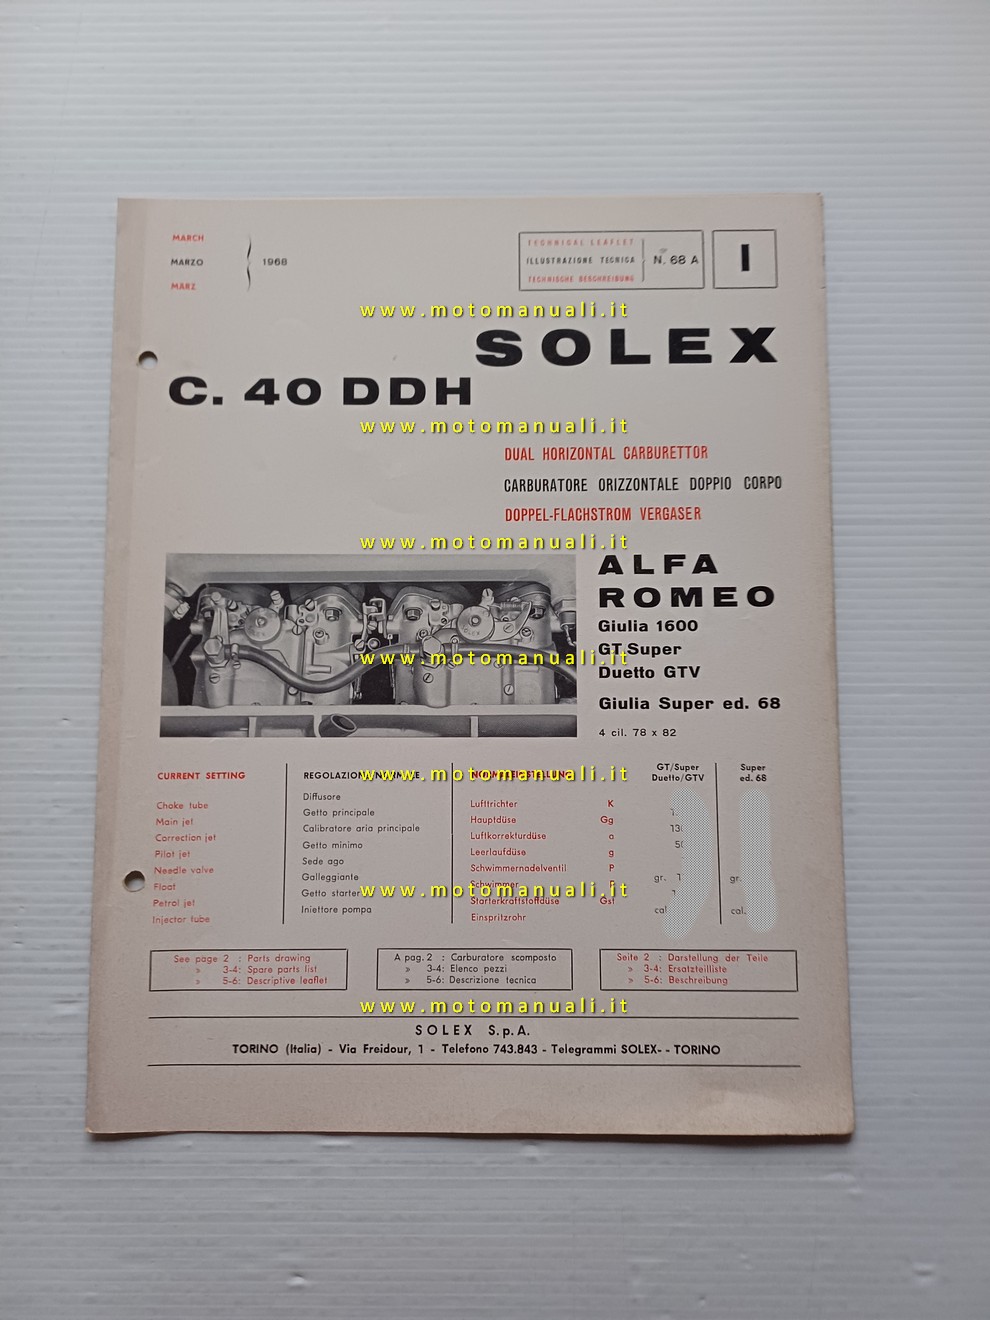 MARCH
MARZO
MÄRZ
1968
TECHNICAL LEAFLET
ILLUSTRAZIONE TECNICA
TECHNISCHE BESCHREIBUNG
N. 68 A
I
www.motomanuali.it
SOLEX
C. 40 DDH
www.motomanuali.it
DUAL HORIZONTAL CARBURETTOR
CARBURATORE ORIZZONTALE DOPPIO CORPO
DOPPEL-FLACHSTROM VERGASER
www.motomanuali.it
ALFA
ROMEO
Giulia 1600
GT.Super
www.motomanuali.it
Duetto GTV
Giulia Super ed. 68
4 cil. 78 x 82
SOLEX
SOLEX
CURRENT SETTING
Choke tube
Main jet
Correction jet
Pilot jet
Needle valve
Float
Petrol jet
Injector tube
www.motomanuali.it
Diffusore
Getto principale
Calibratore aria principale
Getto minimo
Sede ago
Galleggiante
Getto starter
Iniettore pompa
Lufttrichter K
Hauptdüse Gg
Luftkorrekturdüse a
Leerlaufdüse g
Schwimmernadelventil P
Schwimmer
Starterkraftstoffdüse Gst
Einspritzrohr
www.motomanuali.it
GT/Super
Duetto/GTV
gr.
cal
Super
ed. 68
gr.
cal.
See page 2 : Parts drawing
» 3-4: Spare parts list
» 5-6: Descriptive leaflet
A pag. 2 : Carburatore scomposto
» 3-4: Elenco pezzi
» 5-6: Descrizione tecnica
Seite 2 : Darstellung der Teile
» 3-4: Ersatzteilliste
» 5-6: Beschreibung
www.motomanuali.it
SOLEX S.p.A.
TORINO (Italia) - Via Freidour, 1 - Telefono 743.843 - Telegrammi SOLEX- - TORINO